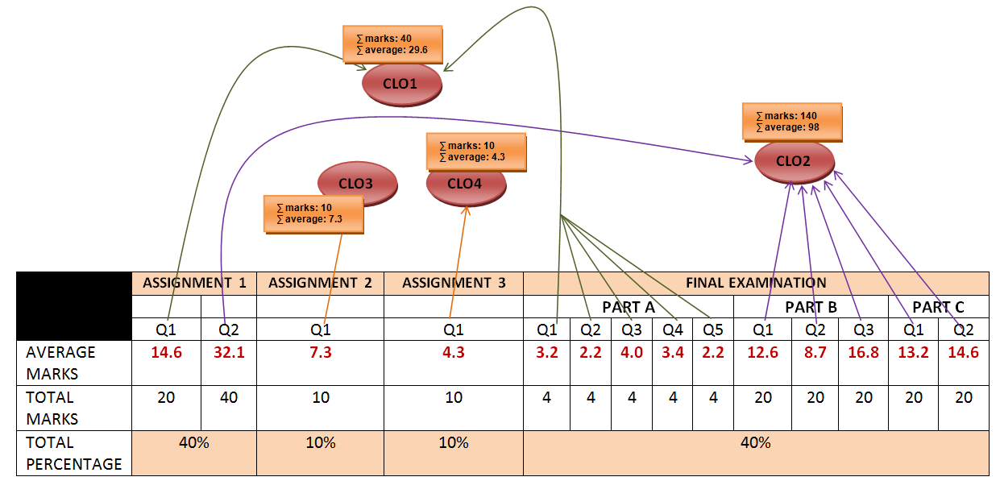 ∑ marks: 40
∑ average: 29.6
CLO1
∑ marks: 140
∑ average: 98
CLO2
∑ marks: 10
∑ average: 4.3
CLO3
CLO4
∑ marks: 10
∑ average: 7.3
ASSIGNMENT 1 ASSIGNMENT 2 ASSIGNMENT 3 FINAL EXAMINATION
PART A PART B PART C
Q1 Q2 Q1 Q1 Q1 Q2 Q3 Q4 Q5 Q1 Q2 Q3 Q1 Q2
AVERAGE MARKS 14.6 32.1 7.3 4.3 3.2 2.2 4.0 3.4 2.2 12.6 8.7 16.8 13.2 14.6
TOTAL MARKS 20 40 10 10 4 4 4 4 4 20 20 20 20 20
TOTAL PERCENTAGE 40% 10% 10% 40%